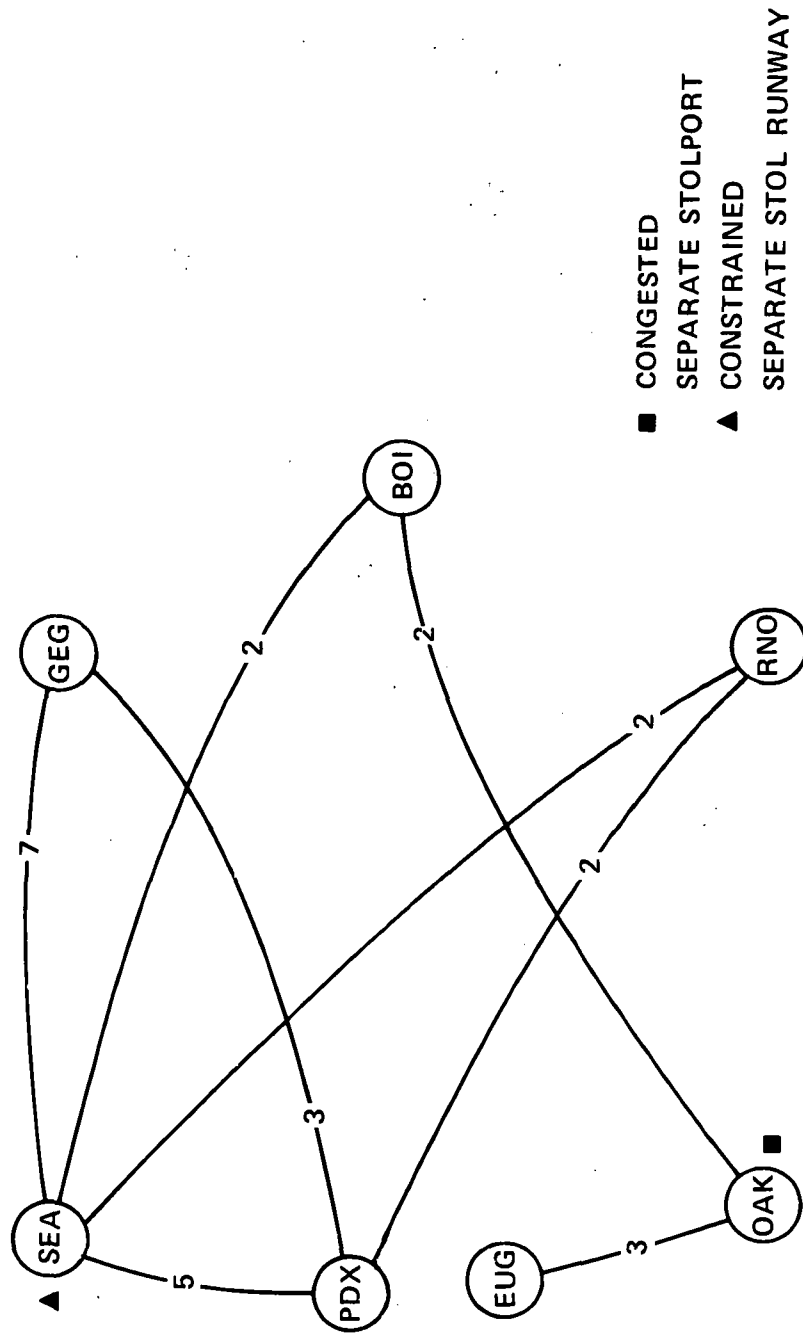 SEA
7
GEG
5
2
3
PDX
BOI
2
2
2
EUG
3
OAK
RNO
■ CONGESTED
SEPARATE STOLPORT
▲ CONSTRAINED
SEPARATE STOL RUNWAY